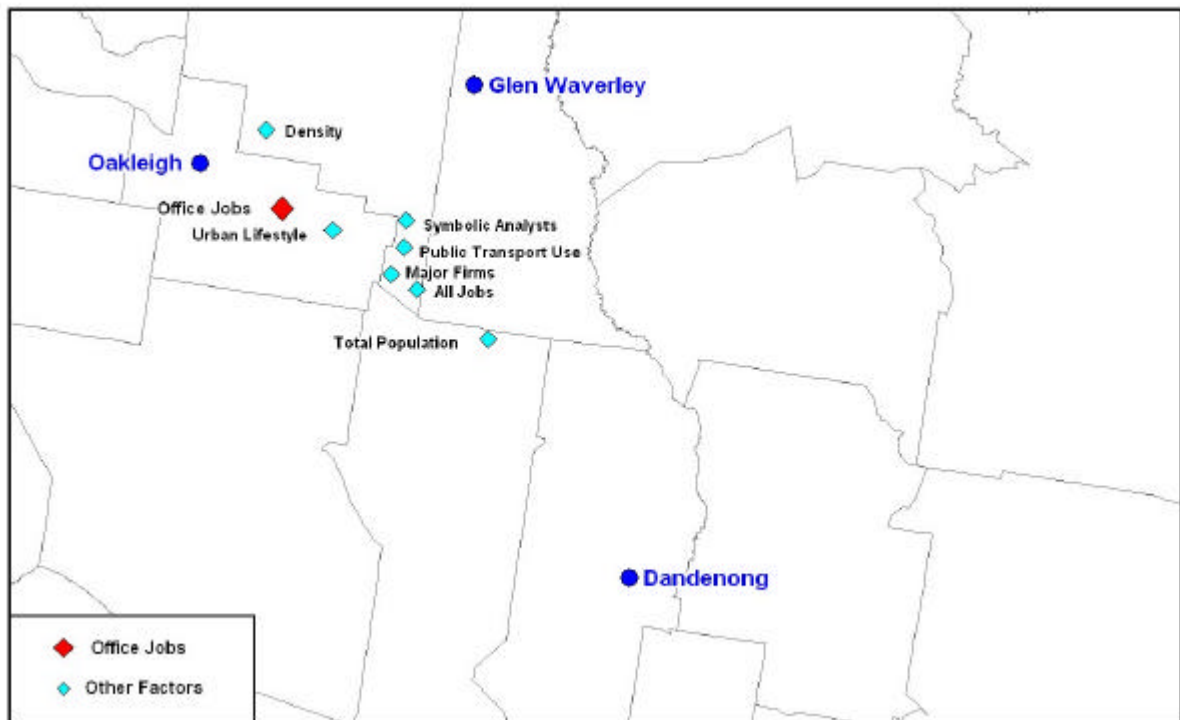 Glen Waverley
Density
Oakleigh
Office Jobs
Urban Lifestyle
Symbolic Analysts
Public Transport Use
Major Firms
All Jobs
Total Population
Dandenong
Office Jobs
Other Factors